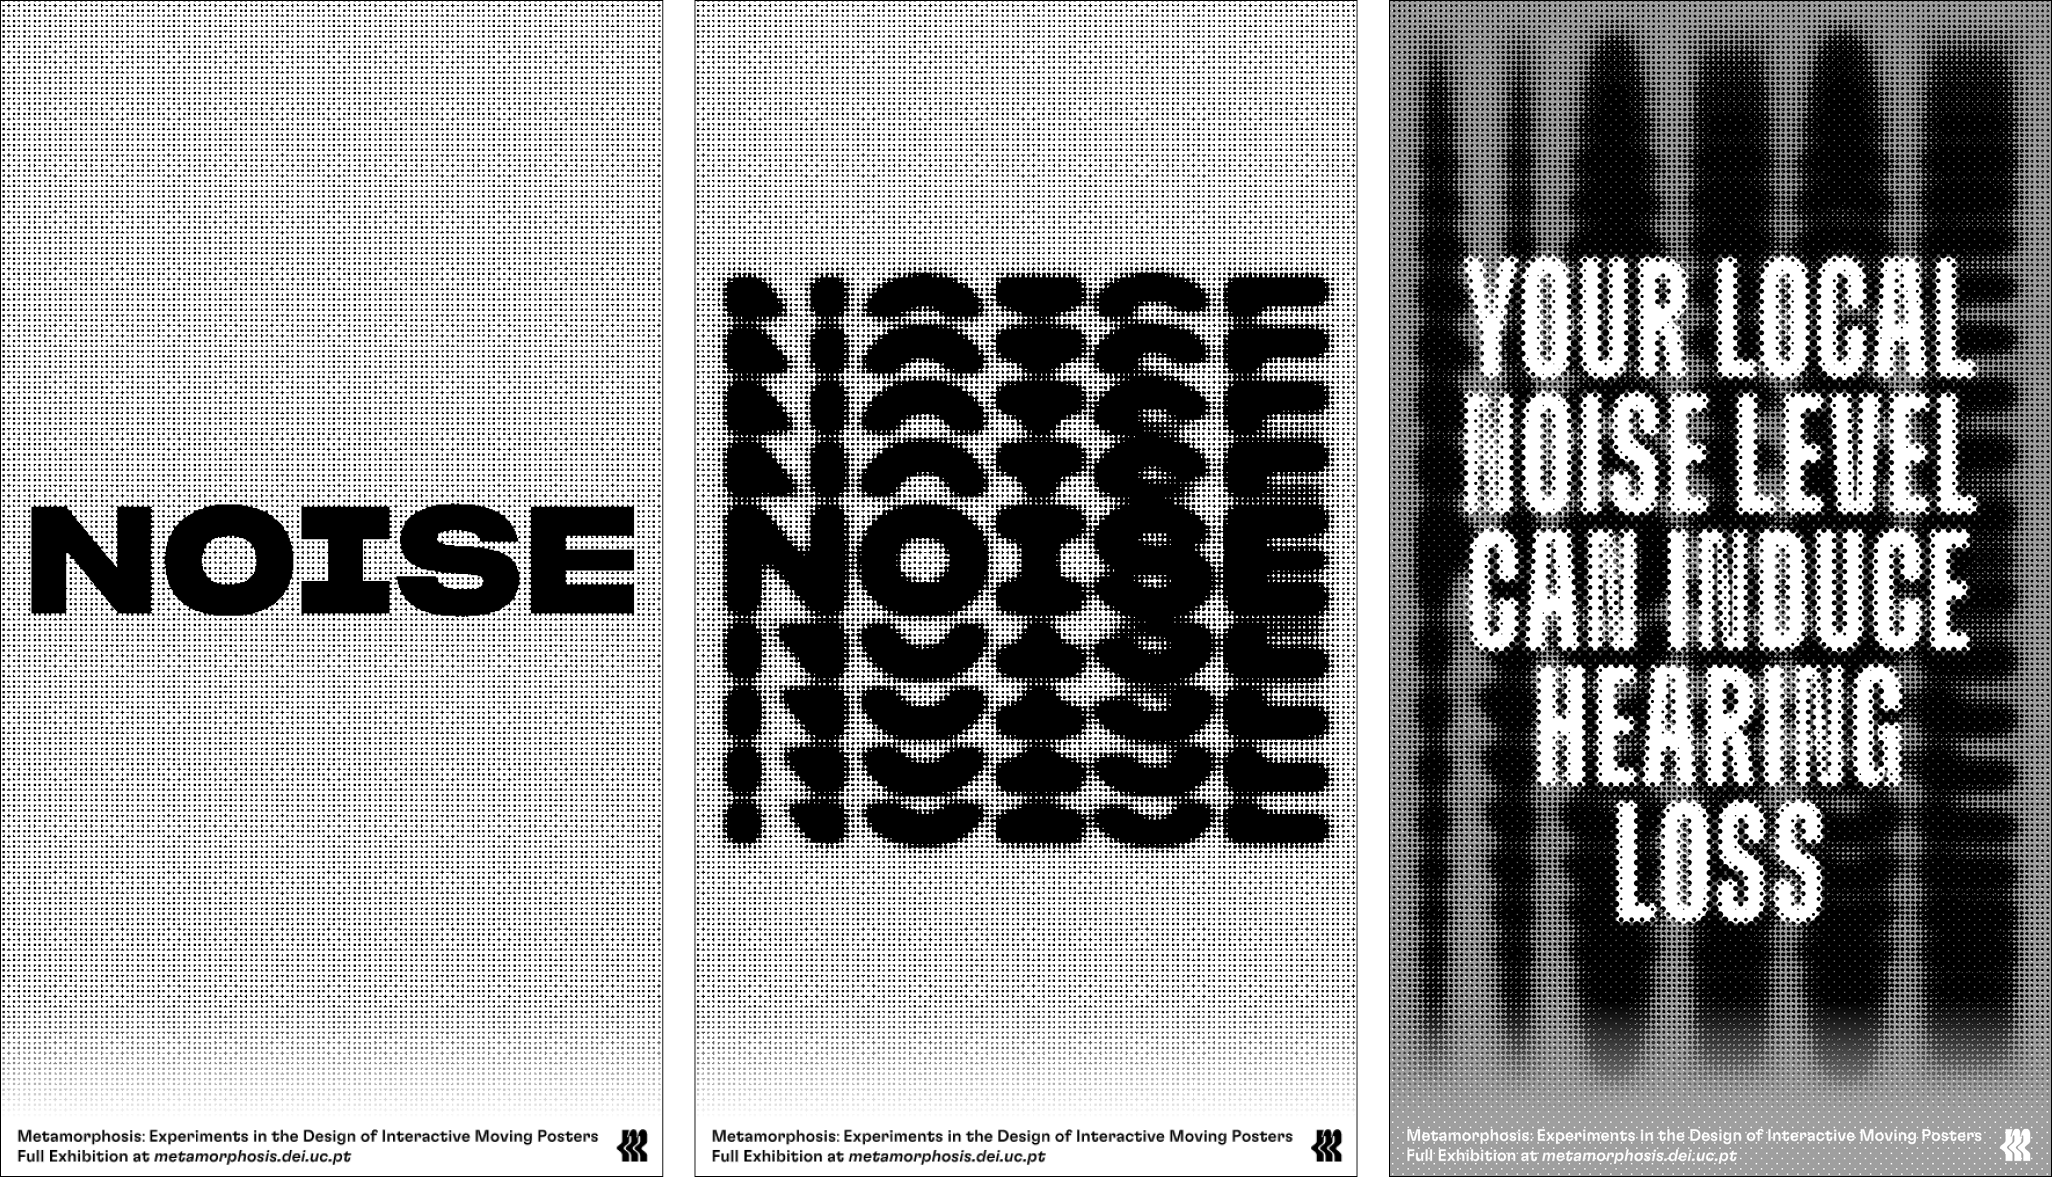 NOISE
Metamorphosis: Experiments in the Design of Interactive Moving Posters
Full Exhibition at metamorphosis.dei.uc.pt
NOISE
Metamorphosis: Experiments in the Design of Interactive Moving Posters
Full Exhibition at metamorphosis.dei.uc.pt
YOUR LOCAL
NOISE LEVEL
CAN INDUCE
HEARING
LOSS
Metamorphosis: Experiments in the Design of Interactive Moving Posters
Full Exhibition at metamorphosis.dei.uc.pt